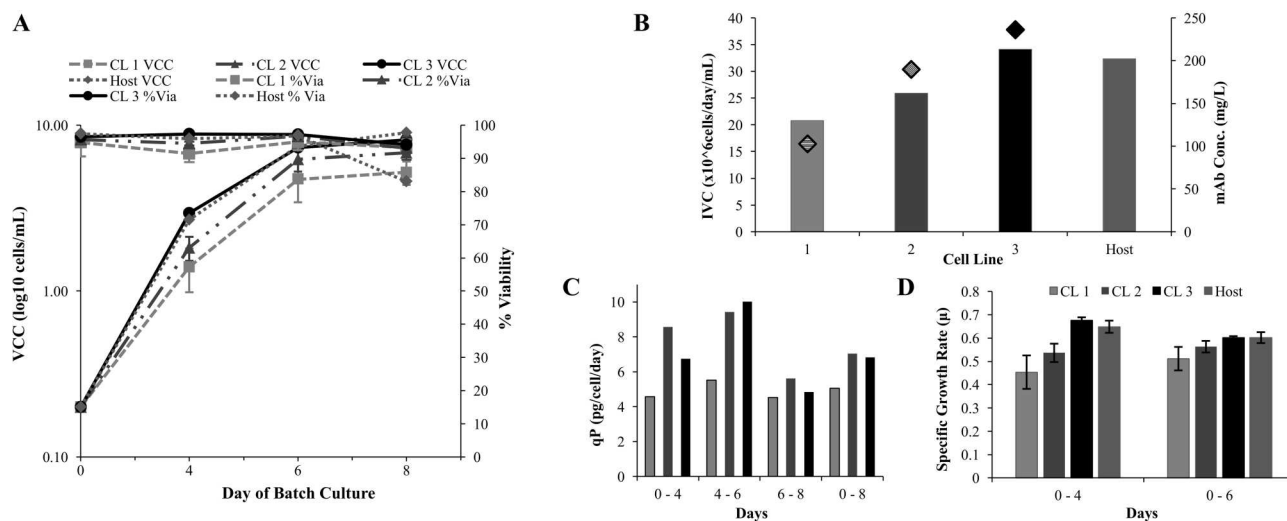 A
CL 1 VCC CL 2 VCC CL 3 VCC
Host VCC CL 1 %Via CL 2 %Via
CL 3 %Via Host % Via
10.00
1.00
0.10
VCC (log10 cells/mL)
100
90
80
70
60
50
40
30
20
10
0
% Viability
0 4 6 8
Day of Batch Culture
B
40
35
30
25
20
15
10
5
0
IVC (x10^6cells/day/mL)
250
200
150
100
50
0
mAb Conc. (mg/L)
1 2 3 Host
Cell Line
C
10
8
6
4
2
0
qP (pg/cell/day)
0 - 4 4 - 6 6 - 8 0 - 8
Days
D
CL 1 CL 2 CL 3 Host
0.8
0.7
0.6
0.5
0.4
0.3
0.2
0.1
0
Specific Growth Rate (μ)
0 - 4 0 - 6
Days